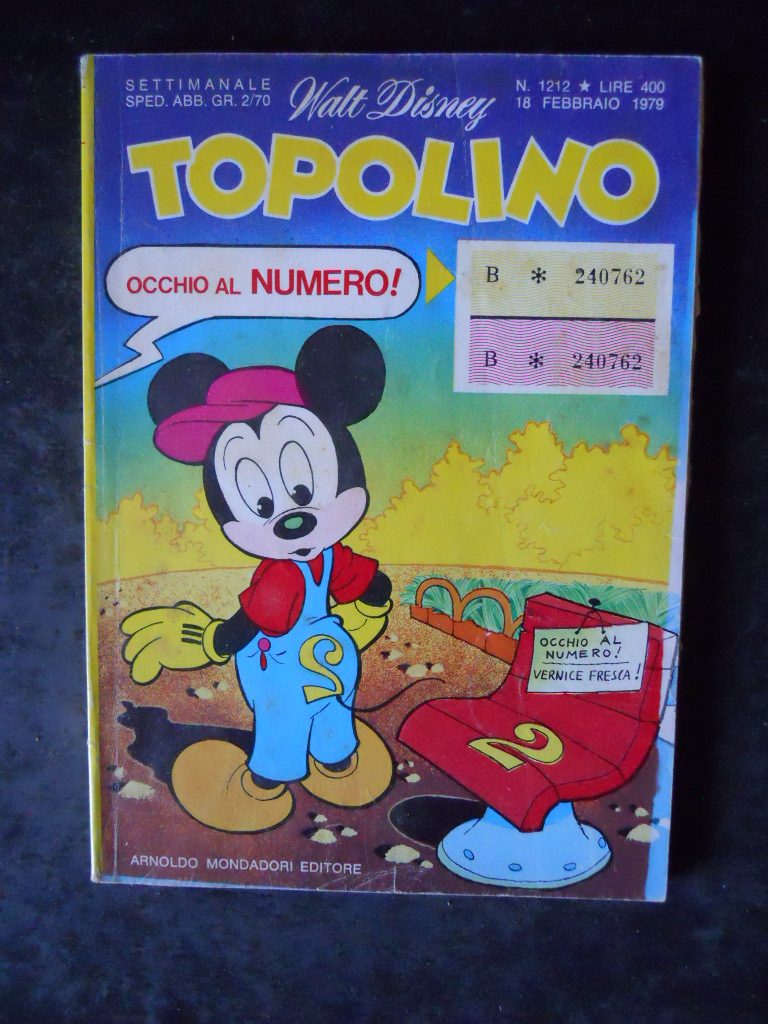 SETTIMANALE
SPED. ABB. GR. 2/70
Walt Disney
N. 1212 ★ LIRE 400
18 FEBBRAIO 1979
TOPOLINO
OCCHIO AL NUMERO!
B * 240762
B * 240762
2
OCCHIO AL
NUMERO!
VERNICE FRESCA!
2
ARNOLDO MONDADORI EDITORE